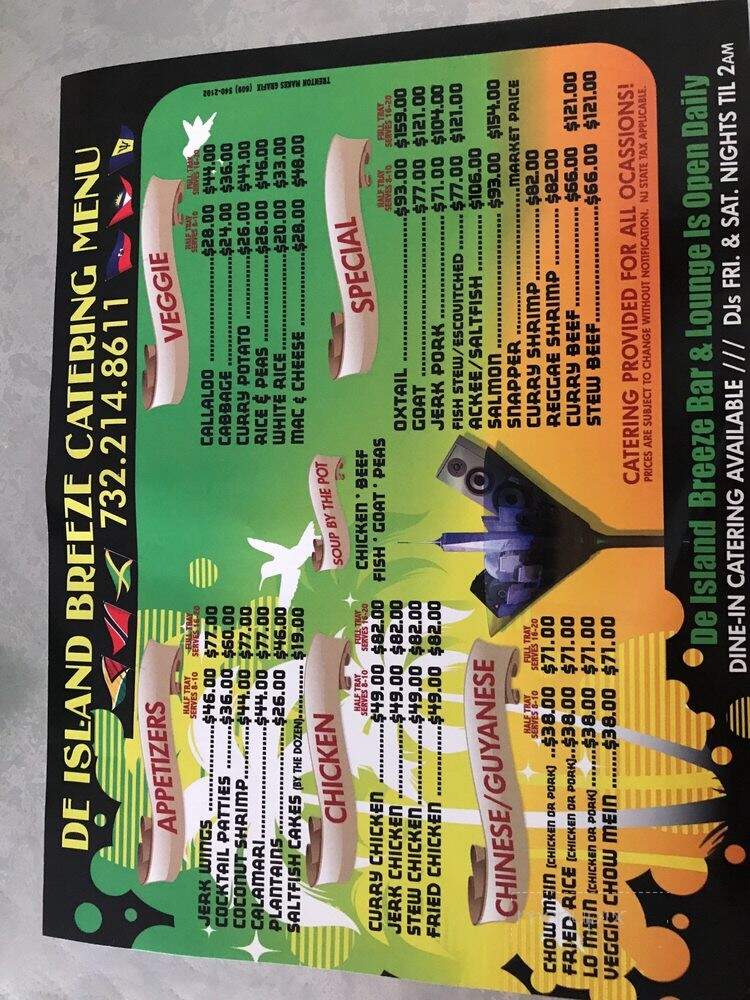 DE ISLAND BREEZE CATERING MENU
732.214.8611
APPETIZERS
HALF TRAY FULL TRAY
SERVES 8-10 SERVES 16-20
JERK WINGS $46.00 $77.00
COCKTAIL PATTIES $36.00 $60.00
COCONUT SHRIMP $44.00 $77.00
CALAMARI $44.00 $77.00
PLANTAINS $26.00 $46.00
SALTFISH CAKES (BY THE DOZEN) $19.00
CHICKEN
HALF TRAY FULL TRAY
SERVES 8-10 SERVES 16-20
CURRY CHICKEN $49.00 $82.00
JERK CHICKEN $49.00 $82.00
STEW CHICKEN $49.00 $82.00
FRIED CHICKEN $49.00 $82.00
CHINESE/GUYANESE
HALF TRAY FULL TRAY
SERVES 8-10 SERVES 16-20
CHOW MEIN (CHICKEN OR PORK) $38.00 $71.00
FRIED RICE (CHICKEN OR PORK) $38.00 $71.00
LO MEIN (CHICKEN OR PORK) $38.00 $71.00
VEGGIE CHOW MEIN $38.00 $71.00
SOUP BY THE POT
CHICKEN * BEEF
FISH * GOAT * PEAS
VEGGIE
HALF TRAY FULL TRAY
SERVES 8-10 SERVES 16-20
CALLALOO $28.00 $44.00
CABBAGE $24.00 $36.00
CURRY POTATO $26.00 $44.00
RICE & PEAS $26.00 $46.00
WHITE RICE $20.00 $33.00
MAC & CHEESE $28.00 $48.00
TRENTON MAKES GRAFIX (609) 540-2102
SPECIAL
HALF TRAY FULL TRAY
SERVES 8-10 SERVES 16-20
OXTAIL $93.00 $159.00
GOAT $77.00 $121.00
JERK PORK $71.00 $104.00
FISH STEW/ESCOVITCHED $77.00 $121.00
ACKEE/SALTFISH $106.00
SALMON $93.00 $154.00
SNAPPER MARKET PRICE
CURRY SHRIMP $82.00
REGGAE SHRIMP $82.00
CURRY BEEF $66.00 $121.00
STEW BEEF $66.00 $121.00
CATERING PROVIDED FOR ALL OCASSIONS!
PRICES ARE SUBJECT TO CHANGE WITHOUT NOTIFICATION. NJ STATE TAX APPLICABLE.
De Island Breeze Bar & Lounge Is Open Daily
DINE-IN CATERING AVAILABLE /// DJs FRI. & SAT. NIGHTS TIL 2AM